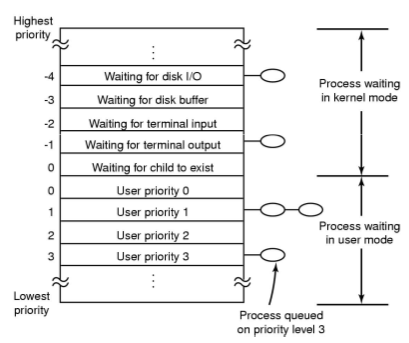 Highest
priority
-4 Waiting for disk I/O
-3 Waiting for disk buffer
-2 Waiting for terminal input
-1 Waiting for terminal output
0 Waiting for child to exist
0 User priority 0
1 User priority 1
2 User priority 2
3 User priority 3
Lowest
priority
Process waiting
in kernel mode
Process waiting
in user mode
Process queued
on priority level 3